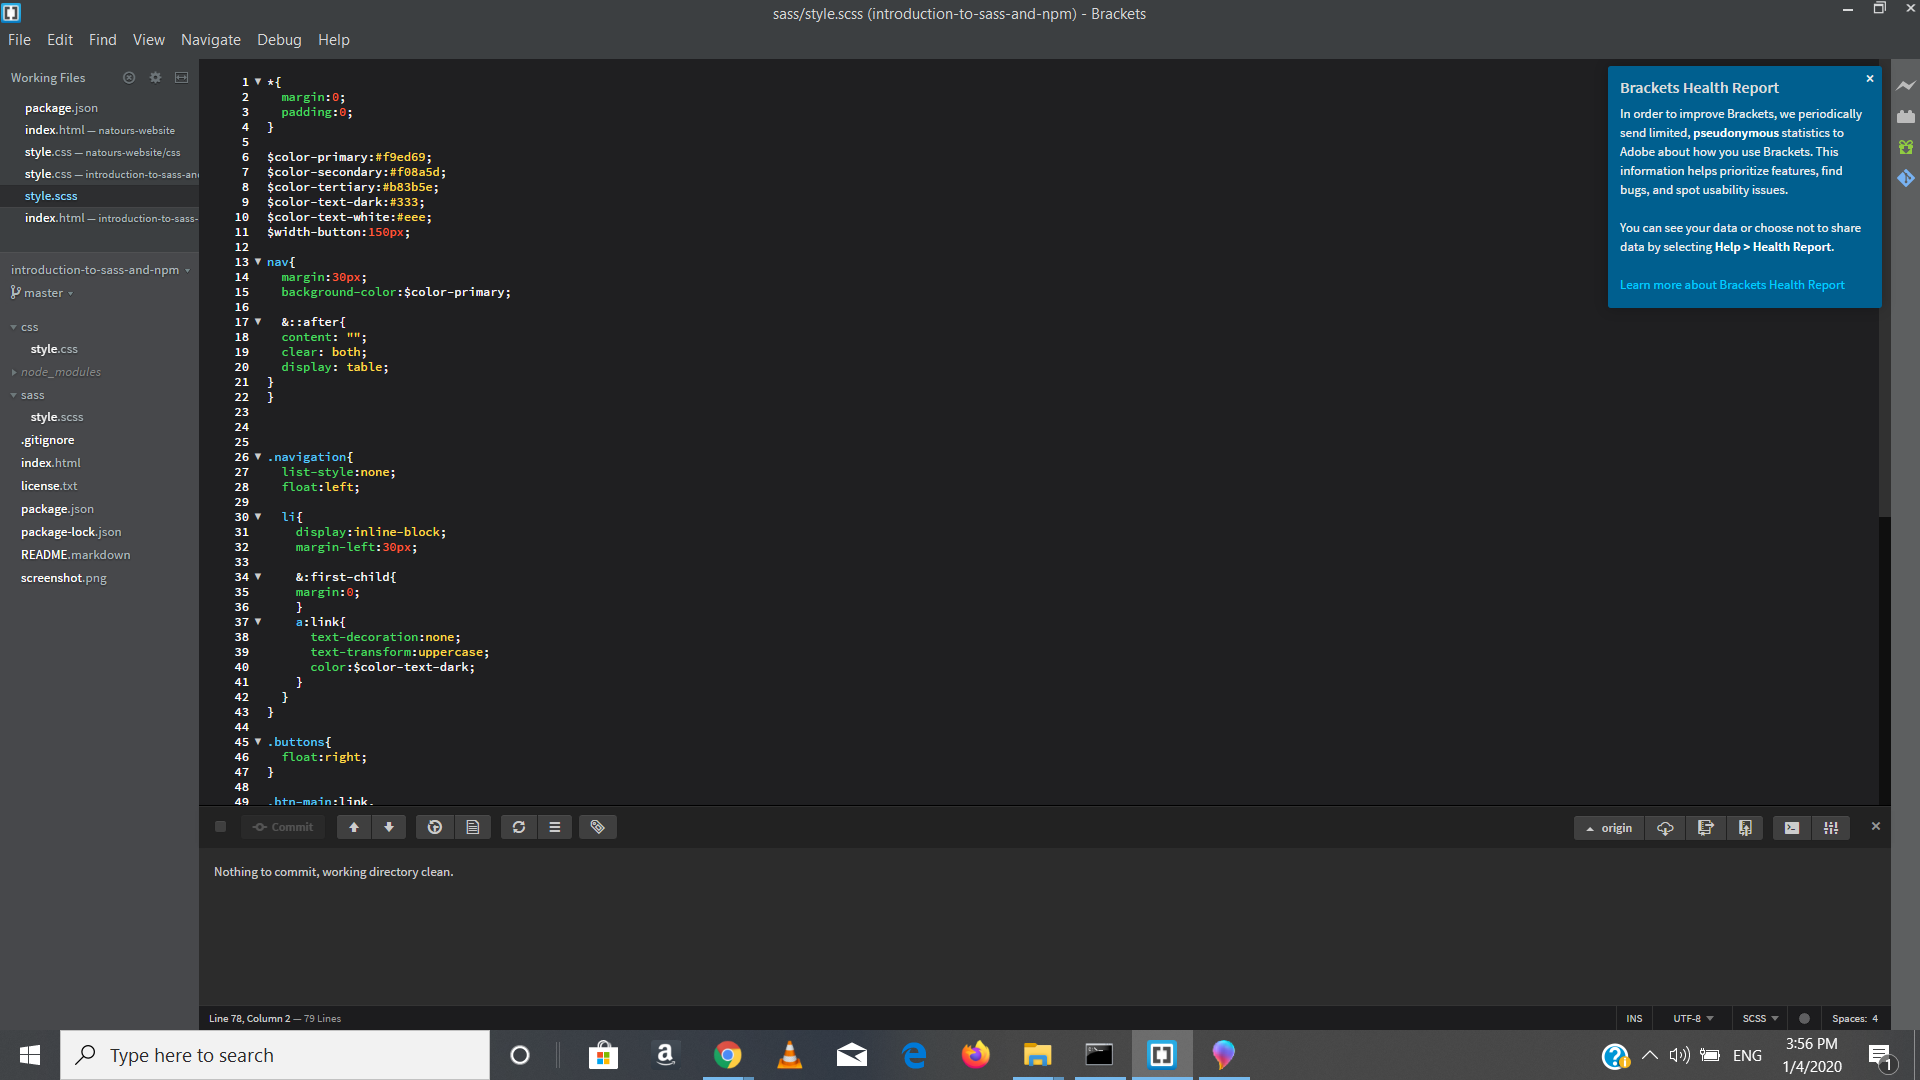 sass/style.scss (introduction-to-sass-and-npm) - Brackets
File Edit Find View Navigate Debug Help
Working Files
package.json
index.html — natours-website
style.css — natours-website/css
style.css — introduction-to-sass-an
style.scss
index.html — introduction-to-sass-
introduction-to-sass-and-npm
master
css
style.css
node_modules
sass
style.scss
.gitignore
index.html
license.txt
package.json
package-lock.json
README.markdown
screenshot.png
1 *{
2 margin:0;
3 padding:0;
4 }
5
6 $color-primary:#f9ed69;
7 $color-secondary:#f08a5d;
8 $color-tertiary:#b83b5e;
9 $color-text-dark:#333;
10 $color-text-white:#eee;
11 $width-button:150px;
12
13 nav{
14 margin:30px;
15 background-color:$color-primary;
16
17 &::after{
18 content: "";
19 clear: both;
20 display: table;
21 }
22 }
23
24
25
26 .navigation{
27 list-style:none;
28 float:left;
29
30 li{
31 display:inline-block;
32 margin-left:30px;
33
34 &:first-child{
35 margin:0;
36 }
37 a:link{
38 text-decoration:none;
39 text-transform:uppercase;
40 color:$color-text-dark;
41 }
42 }
43 }
44
45 .buttons{
46 float:right;
47 }
48
49 .btn-main:link,
Brackets Health Report
In order to improve Brackets, we periodically
send limited, pseudonymous statistics to
Adobe about how you use Brackets. This
information helps prioritize features, find
bugs, and spot usability issues.
You can see your data or choose not to share
data by selecting Help > Health Report.
Learn more about Brackets Health Report
Commit
origin
Nothing to commit, working directory clean.
Line 78, Column 2 — 79 Lines
INS UTF-8 SCSS Spaces: 4
Type here to search
ENG
3:56 PM
1/4/2020
1